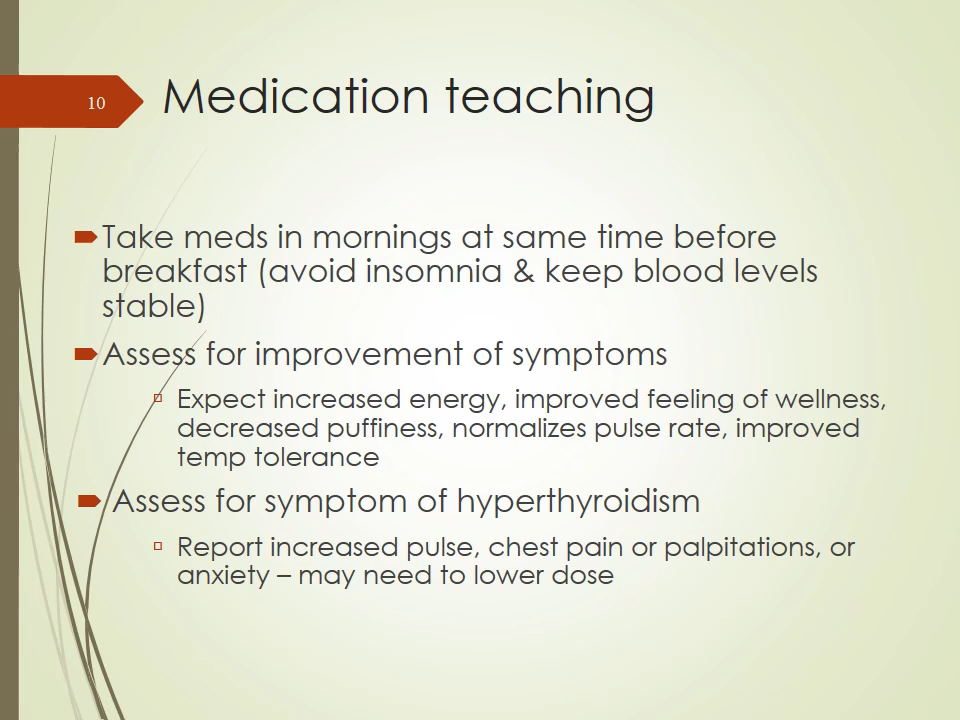 10
Medication teaching
Take meds in mornings at same time before
breakfast (avoid insomnia & keep blood levels
stable)
Assess for improvement of symptoms
Expect increased energy, improved feeling of wellness,
decreased puffiness, normalizes pulse rate, improved
temp tolerance
Assess for symptom of hyperthyroidism
Report increased pulse, chest pain or palpitations, or
anxiety – may need to lower dose